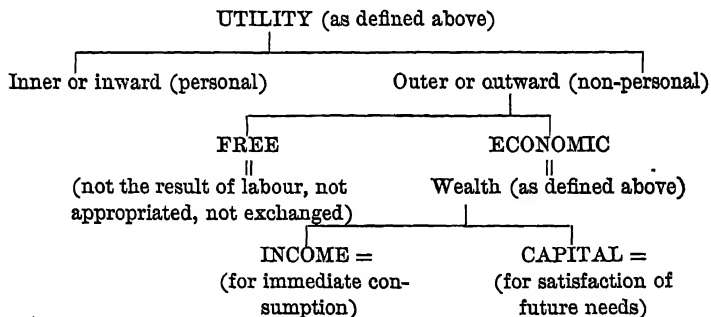 UTILITY (as defined above)
Inner or inward (personal) Outer or outward (non-personal)
FREE ECONOMIC
|| ||
(not the result of labour, not Wealth (as defined above)
appropriated, not exchanged)
INCOME = CAPITAL =
(for immediate con- (for satisfaction of
sumption) future needs)